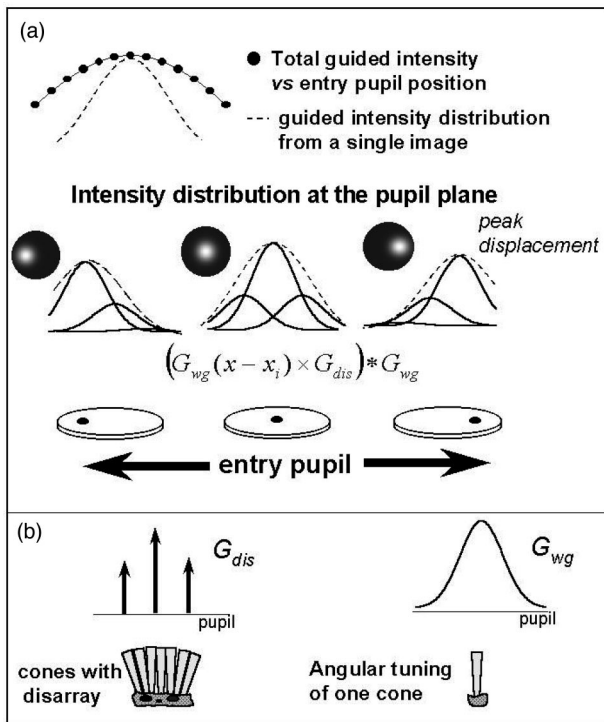 (a)
Total guided intensity
vs entry pupil position
guided intensity distribution
from a single image
Intensity distribution at the pupil plane
peak
displacement
(G_wg (x − x_i) × G_dis) * G_wg
entry pupil
(b)
G_dis
pupil
G_wg
pupil
cones with
disarray
Angular tuning
of one cone